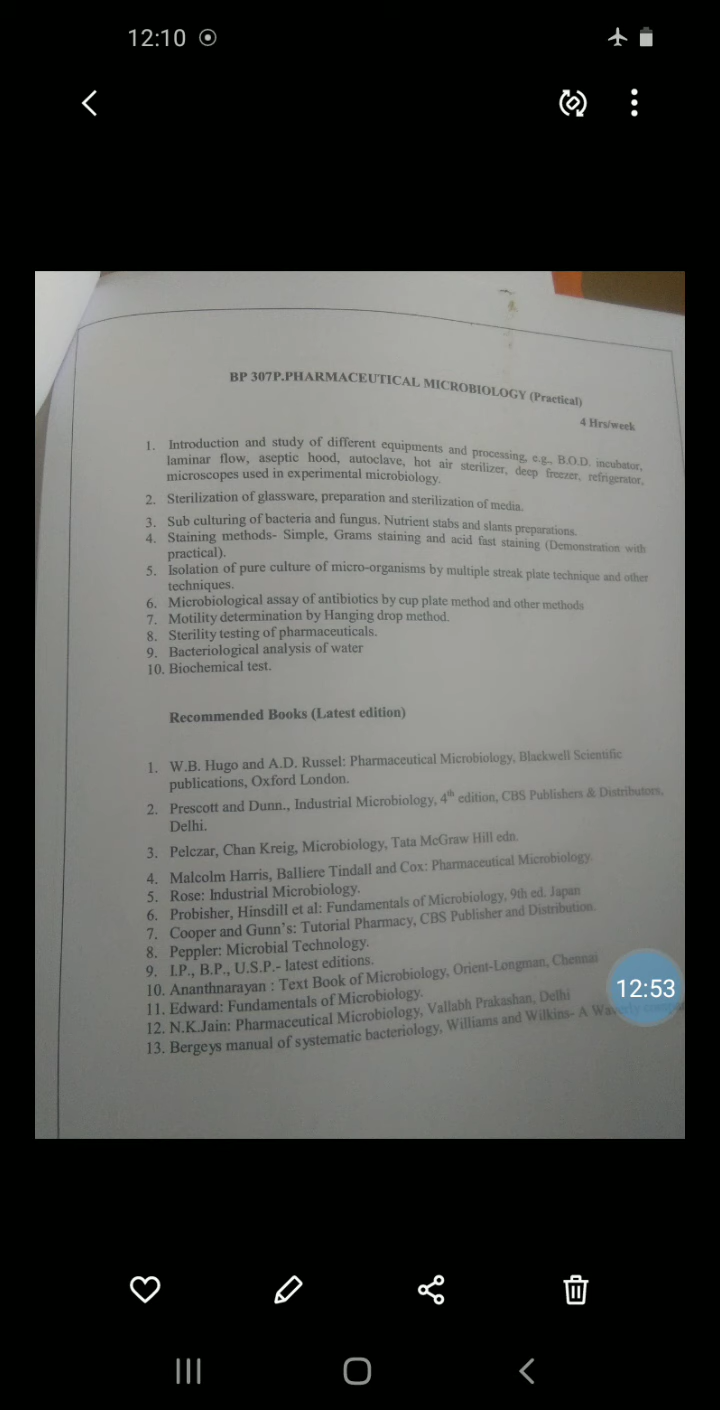 12:10
BP 307P.PHARMACEUTICAL MICROBIOLOGY (Practical)
4 Hrs/week
1. Introduction and study of different equipments and processing, e.g., B.O.D. incubator,
laminar flow, aseptic hood, autoclave, hot air sterilizer, deep freezer, refrigerator,
microscopes used in experimental microbiology.
2. Sterilization of glassware, preparation and sterilization of media.
3. Sub culturing of bacteria and fungus. Nutrient stabs and slants preparations.
4. Staining methods- Simple, Grams staining and acid fast staining (Demonstration with
practical).
5. Isolation of pure culture of micro-organisms by multiple streak plate technique and other
techniques.
6. Microbiological assay of antibiotics by cup plate method and other methods
7. Motility determination by Hanging drop method.
8. Sterility testing of pharmaceuticals.
9. Bacteriological analysis of water
10. Biochemical test.
Recommended Books (Latest edition)
1. W.B. Hugo and A.D. Russel: Pharmaceutical Microbiology, Blackwell Scientific
publications, Oxford London.
2. Prescott and Dunn., Industrial Microbiology, 4th edition, CBS Publishers & Distributors,
Delhi.
3. Pelczar, Chan Kreig, Microbiology, Tata McGraw Hill edn.
4. Malcolm Harris, Balliere Tindall and Cox: Pharmaceutical Microbiology.
5. Rose: Industrial Microbiology.
6. Probisher, Hinsdill et al: Fundamentals of Microbiology, 9th ed. Japan
7. Cooper and Gunn's: Tutorial Pharmacy, CBS Publisher and Distribution.
8. Peppler: Microbial Technology.
9. I.P., B.P., U.S.P.- latest editions.
10. Ananthnarayan : Text Book of Microbiology, Orient-Longman, Chennai
11. Edward: Fundamentals of Microbiology.
12. N.K.Jain: Pharmaceutical Microbiology, Vallabh Prakashan, Delhi
13. Bergeys manual of systematic bacteriology, Williams and Wilkins- A
12:53